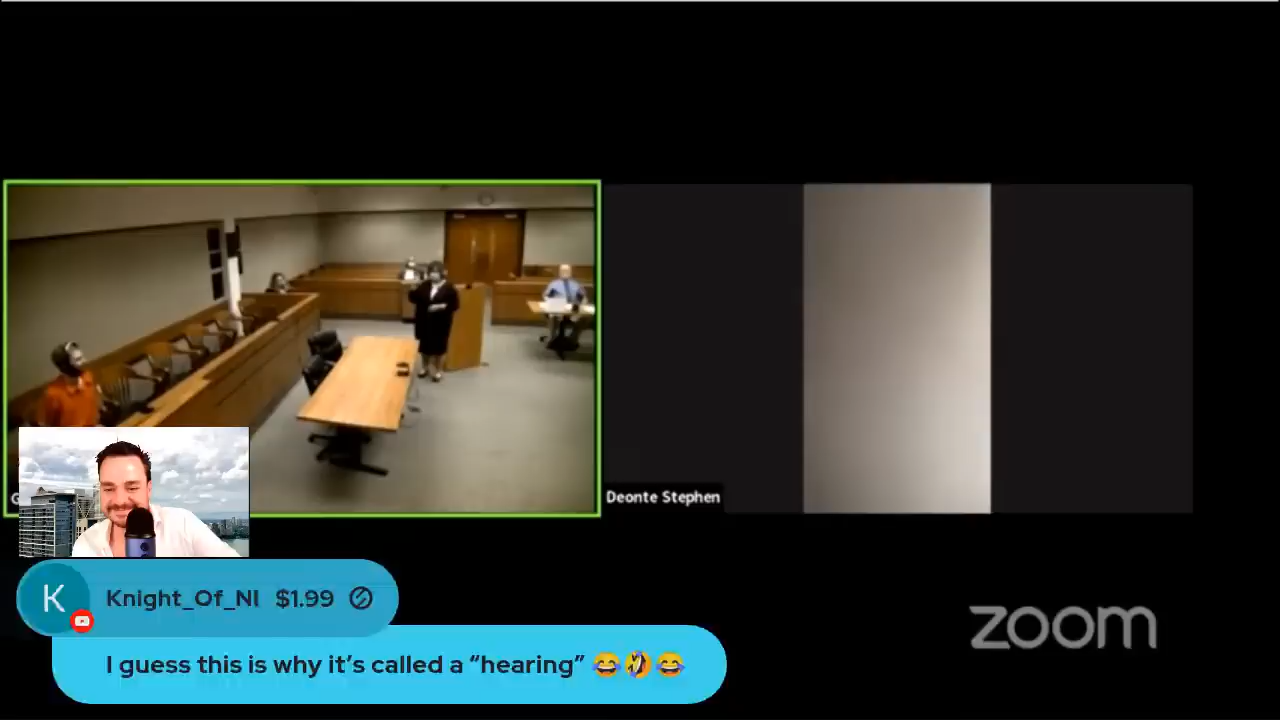 G
Deonte Stephen
K
Knight_Of_NI $1.99
I guess this is why it’s called a “hearing” 😂🤣😂
zoom